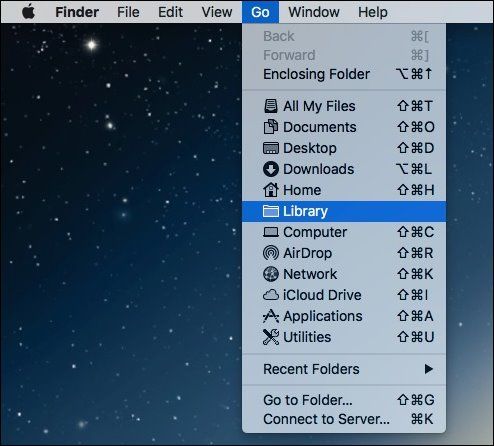 Finder File Edit View Go Window Help
Back ⌘[
Forward ⌘]
Enclosing Folder ⌥⌘↑
All My Files ⇧⌘T
Documents ⇧⌘O
Desktop ⇧⌘D
Downloads ⌥⌘L
Home ⇧⌘H
Library
Computer ⇧⌘C
AirDrop ⇧⌘R
Network ⇧⌘K
iCloud Drive ⇧⌘I
Applications ⇧⌘A
Utilities ⇧⌘U
Recent Folders
Go to Folder... ⇧⌘G
Connect to Server... ⌘K